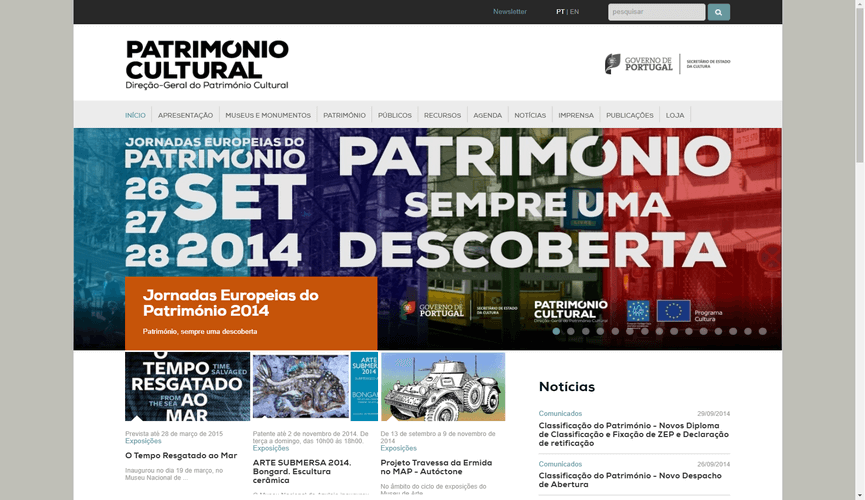 Newsletter
PT | EN
pesquisar
PATRIMÓNIO
CULTURAL
Direção-Geral do Património Cultural
GOVERNO DE
PORTUGAL
SECRETÁRIO DE ESTADO
DA CULTURA
INÍCIO
APRESENTAÇÃO
MUSEUS E MONUMENTOS
PATRIMÓNIO
PÚBLICOS
RECURSOS
AGENDA
NOTÍCIAS
IMPRENSA
PUBLICAÇÕES
LOJA
JORNADAS EUROPEIAS DO
PATRIMÓNIO
26
27
28
SET
2014
PATRIMÓNIO
SEMPRE UMA
DESCOBERTA
Jornadas Europeias do
Património 2014
Património, sempre uma descoberta
GOVERNO DE
PORTUGAL
SECRETÁRIO DE ESTADO
DA CULTURA
PATRIMÓNIO
CULTURAL
Direção-Geral do Património Cultural
Programa
Cultura
O TEMPO
RESGATADO
AO
MAR
TIME
SALVAGED
FROM THE
SEA
ARTE
SUBMERSA
2014
BONGARD
Prevista até 28 de março de 2015
Exposições
O Tempo Resgatado ao Mar
Inaugurou no dia 19 de março, no
Museu Nacional de ...
Patente até 2 de novembro de 2014. De
terça a domingo, das 10h00 às 18h00.
Exposições
ARTE SUBMERSA 2014.
Bongard. Escultura
cerâmica
O Museu Nacional de Arqueologia inaugurou
De 13 de setembro a 9 de novembro de
2014
Exposições
Projeto Travessa da Ermida
no MAP - Autóctone
No âmbito do ciclo de exposições do
Museu de Arte
Notícias
Comunicados
29/09/2014
Classificação do Património - Novos Diploma
de Classificação e Fixação de ZEP e Declaração
de retificação
Comunicados
26/09/2014
Classificação do Património - Novo Despacho
de Abertura